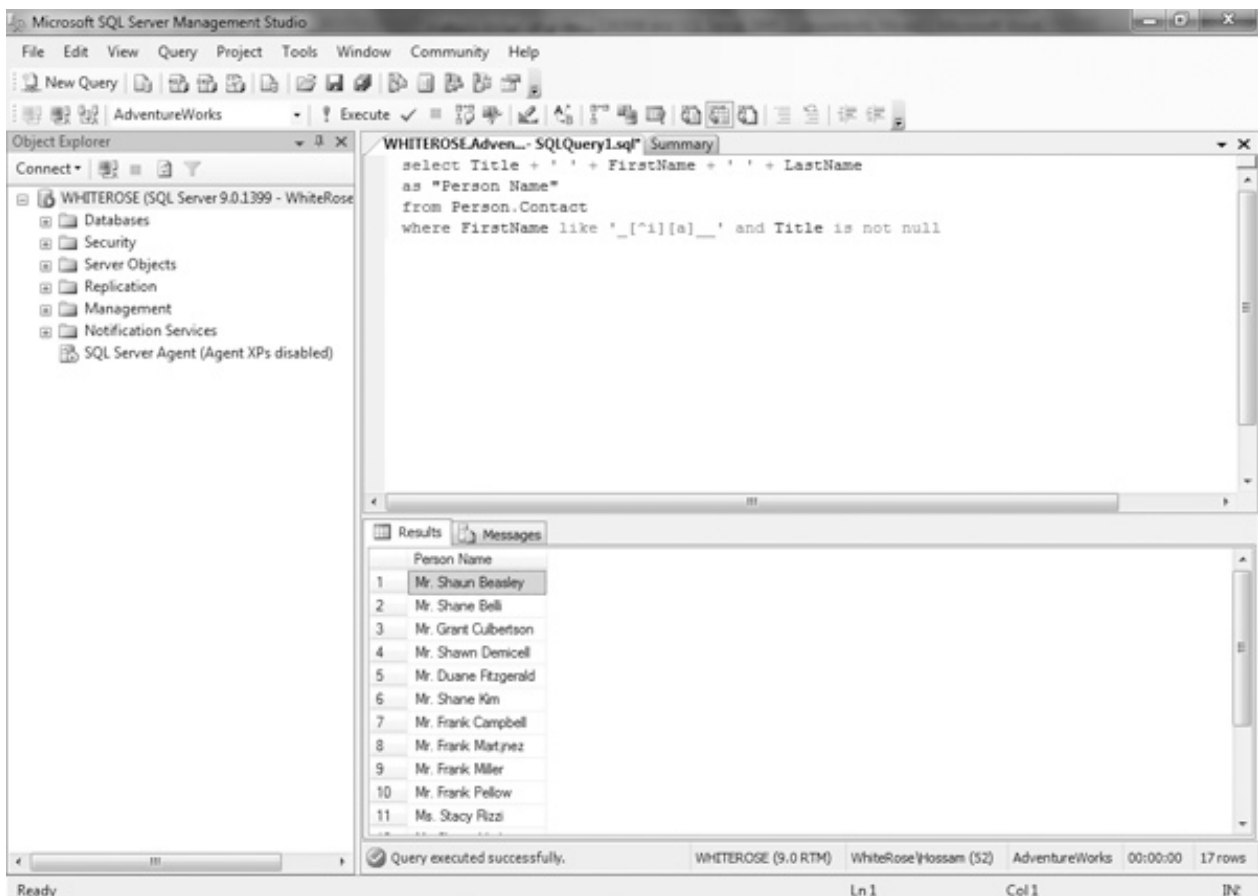 Microsoft SQL Server Management Studio
File Edit View Query Project Tools Window Community Help
New Query
AdventureWorks Execute
Object Explorer
Connect
WHITEROSE (SQL Server 9.0.1399 - WhiteRose
Databases
Security
Server Objects
Replication
Management
Notification Services
SQL Server Agent (Agent XPs disabled)
WHITEROSE.Adven...- SQLQuery1.sql* Summary
select Title + ' ' + FirstName + ' ' + LastName
as "Person Name"
from Person.Contact
where FirstName like '_[^i][a]__' and Title is not null
Results Messages
Person Name
1 Mr. Shaun Beasley
2 Mr. Shane Belli
3 Mr. Grant Culbertson
4 Mr. Shawn Demicell
5 Mr. Duane Fitzgerald
6 Mr. Shane Kim
7 Mr. Frank Campbell
8 Mr. Frank Mart¡nez
9 Mr. Frank Miller
10 Mr. Frank Pellow
11 Ms. Stacy Rizzi
Query executed successfully. WHITEROSE (9.0 RTM) WhiteRose\Hossam (52) AdventureWorks 00:00:00 17 rows
Ready Ln 1 Col 1